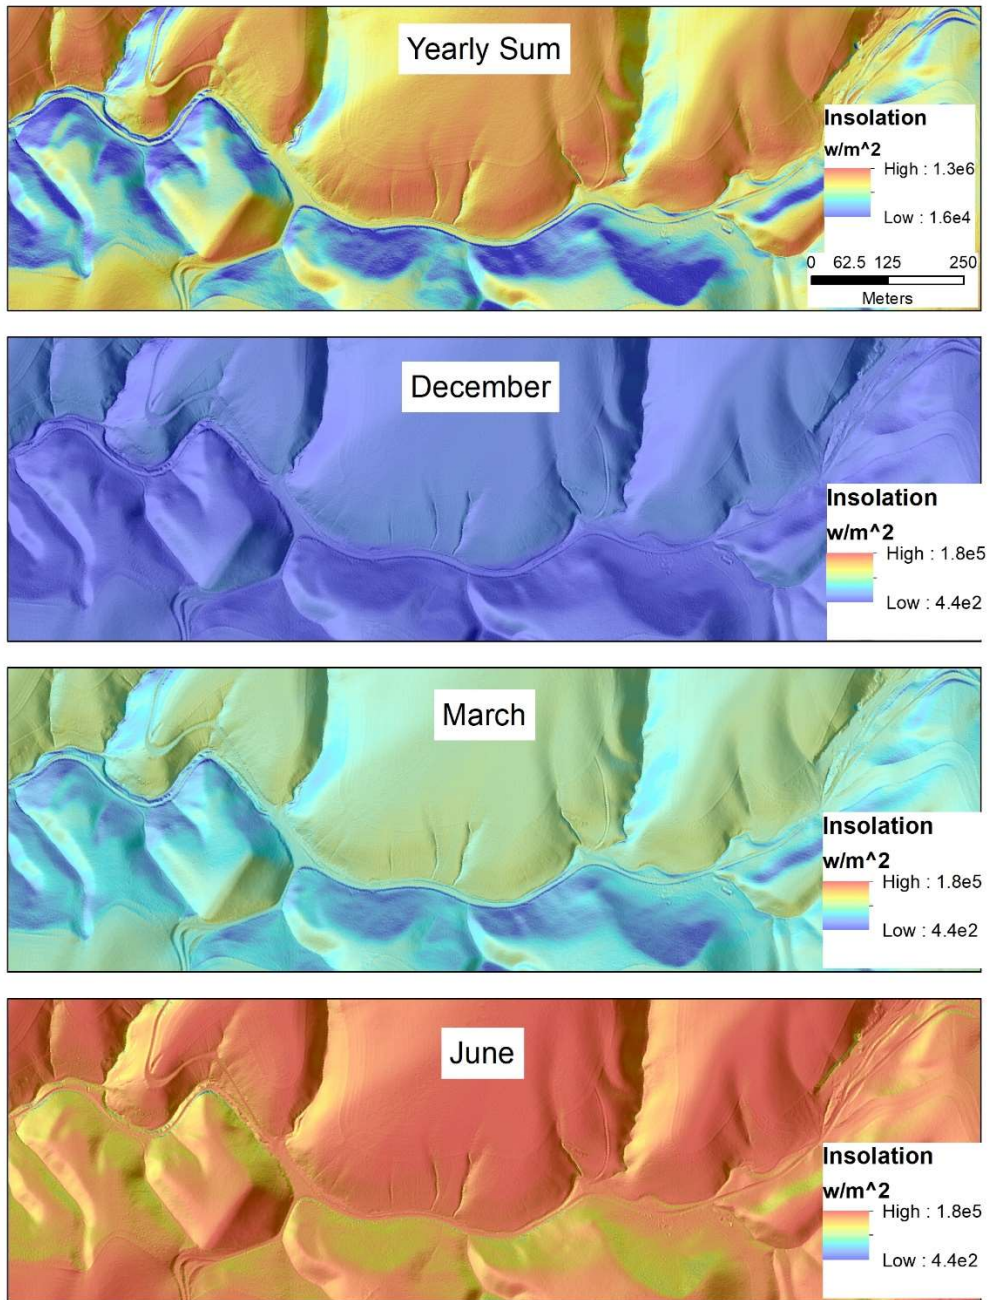 Yearly Sum
Insolation
w/m^2
High : 1.3e6
Low : 1.6e4
0 62.5 125 250
Meters
December
Insolation
w/m^2
High : 1.8e5
Low : 4.4e2
March
Insolation
w/m^2
High : 1.8e5
Low : 4.4e2
June
Insolation
w/m^2
High : 1.8e5
Low : 4.4e2